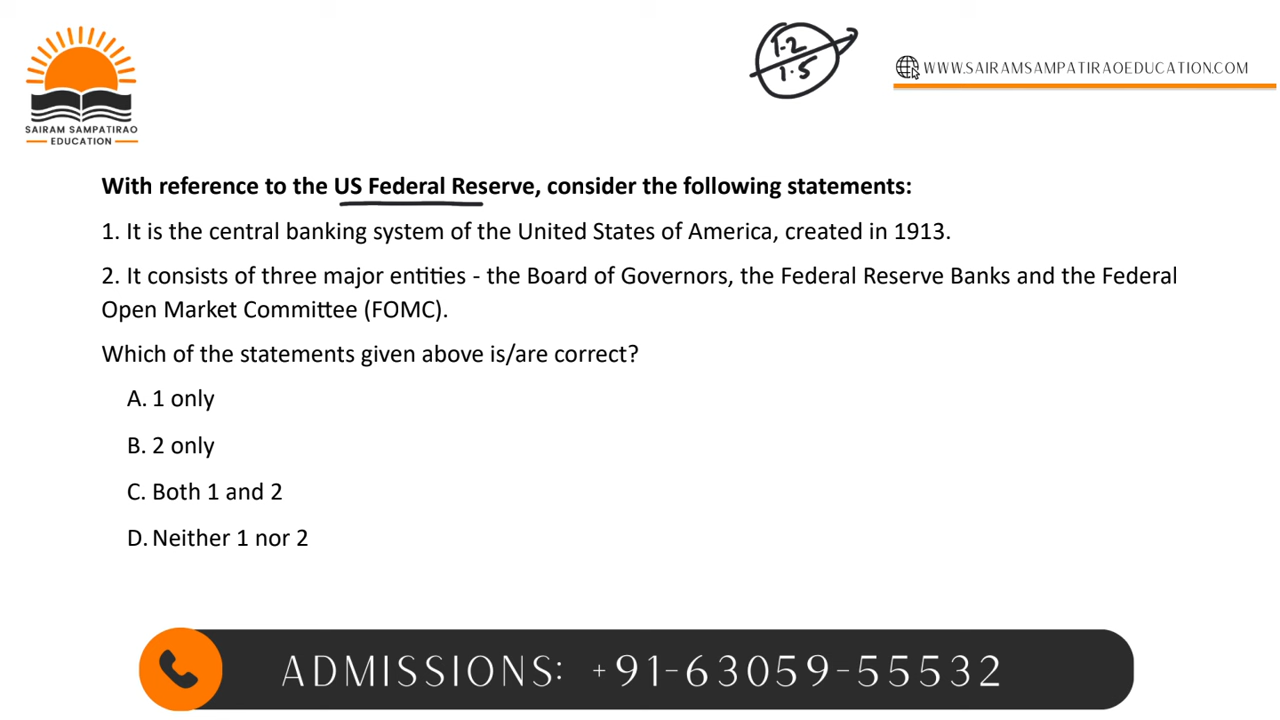 1.2
1.5
WWW.SAIRAMSAMPATIRAOEDUCATION.COM
SAIRAM SAMPATIRAO
EDUCATION
With reference to the US Federal Reserve, consider the following statements:
1. It is the central banking system of the United States of America, created in 1913.
2. It consists of three major entities - the Board of Governors, the Federal Reserve Banks and the Federal
Open Market Committee (FOMC).
Which of the statements given above is/are correct?
A. 1 only
B. 2 only
C. Both 1 and 2
D. Neither 1 nor 2
ADMISSIONS: +91-63059-55532